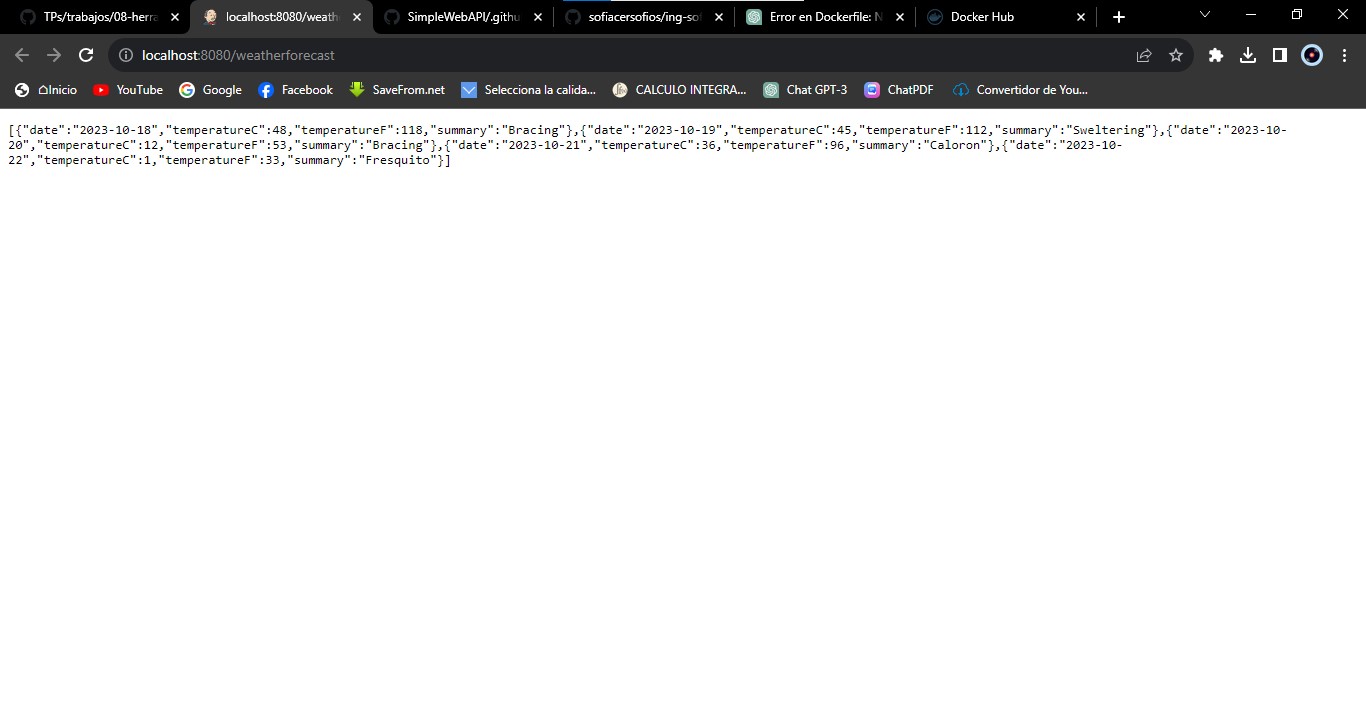 TPs/trabajos/08-herra
localhost:8080/weath
SimpleWebAPI/.githu
sofiacersofios/ing-sof
Error en Dockerfile: N
Docker Hub
localhost:8080/weatherforecast
⌂Inicio
YouTube
Google
Facebook
SaveFrom.net
Selecciona la calida...
CALCULO INTEGRA...
Chat GPT-3
ChatPDF
Convertidor de You...
[{"date":"2023-10-18","temperatureC":48,"temperatureF":118,"summary":"Bracing"},{"date":"2023-10-19","temperatureC":45,"temperatureF":112,"summary":"Sweltering"},{"date":"2023-10-
20","temperatureC":12,"temperatureF":53,"summary":"Bracing"},{"date":"2023-10-21","temperatureC":36,"temperatureF":96,"summary":"Caloron"},{"date":"2023-10-
22","temperatureC":1,"temperatureF":33,"summary":"Fresquito"}]